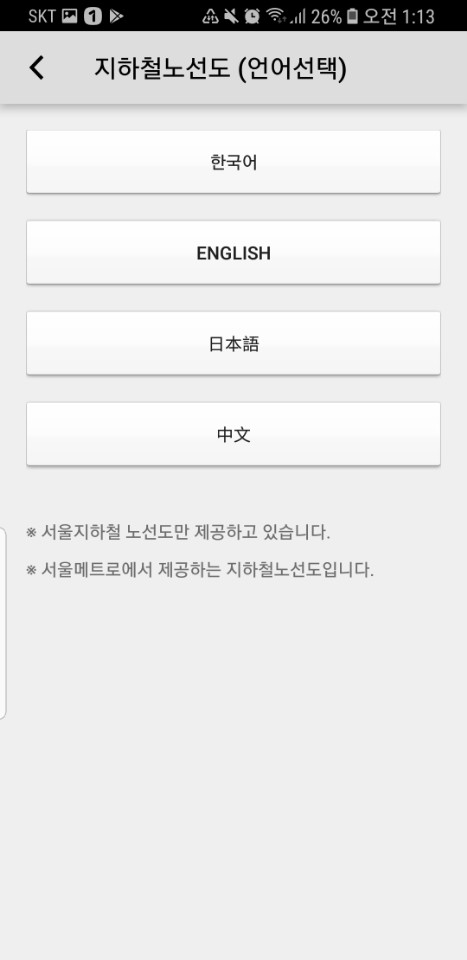 SKT 1 26% 오전 1:13
지하철노선도 (언어선택)
한국어
ENGLISH
日本語
中文
※ 서울지하철 노선도만 제공하고 있습니다.
※ 서울메트로에서 제공하는 지하철노선도입니다.